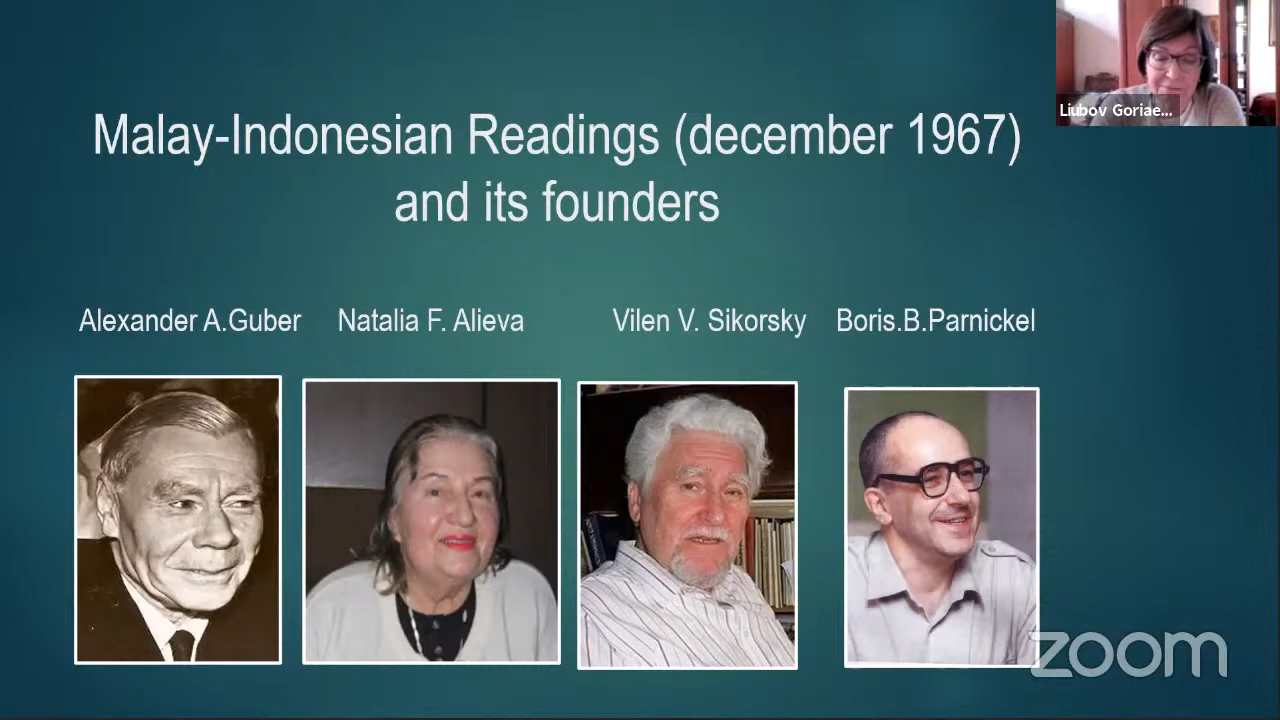 Malay-Indonesian Readings (december 1967)
and its founders
Liubov Goriae...
Alexander A.Guber
Natalia F. Alieva
Vilen V. Sikorsky
Boris.B.Parnickel
zoom